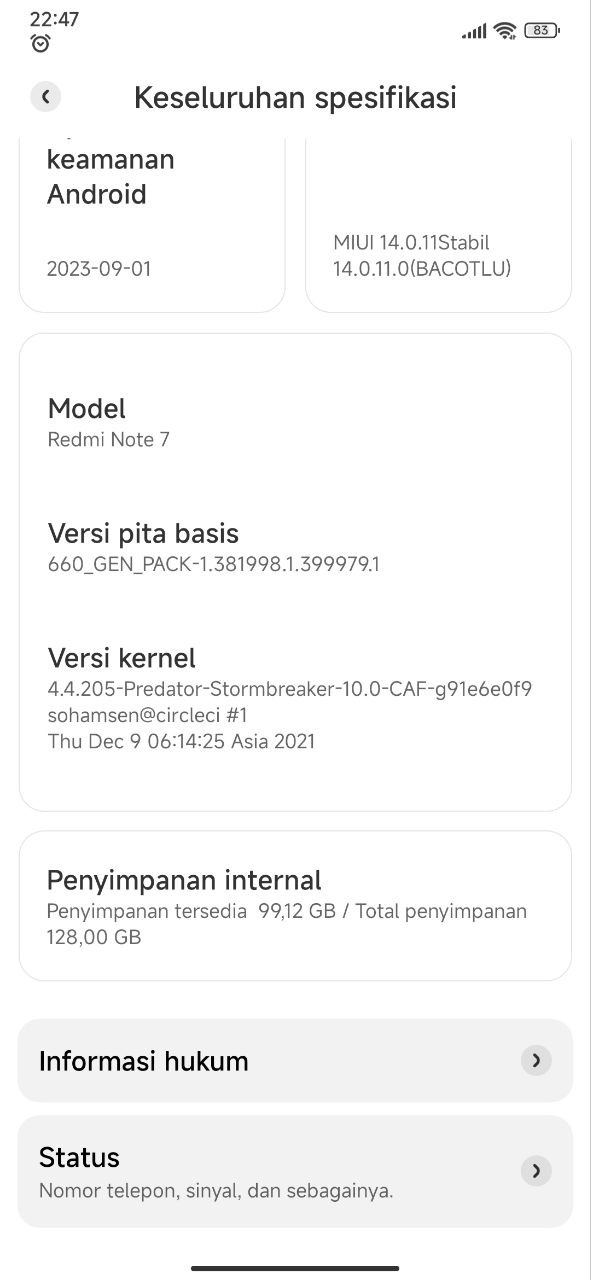 22:47
83
Keseluruhan spesifikasi
keamanan
Android
2023-09-01
MIUI 14.0.11Stabil
14.0.11.0(BACOTLU)
Model
Redmi Note 7
Versi pita basis
660_GEN_PACK-1.381998.1.399979.1
Versi kernel
4.4.205-Predator-Stormbreaker-10.0-CAF-g91e6e0f9
sohamsen@circleci #1
Thu Dec 9 06:14:25 Asia 2021
Penyimpanan internal
Penyimpanan tersedia  99,12 GB / Total penyimpanan
128,00 GB
Informasi hukum
Status
Nomor telepon, sinyal, dan sebagainya.